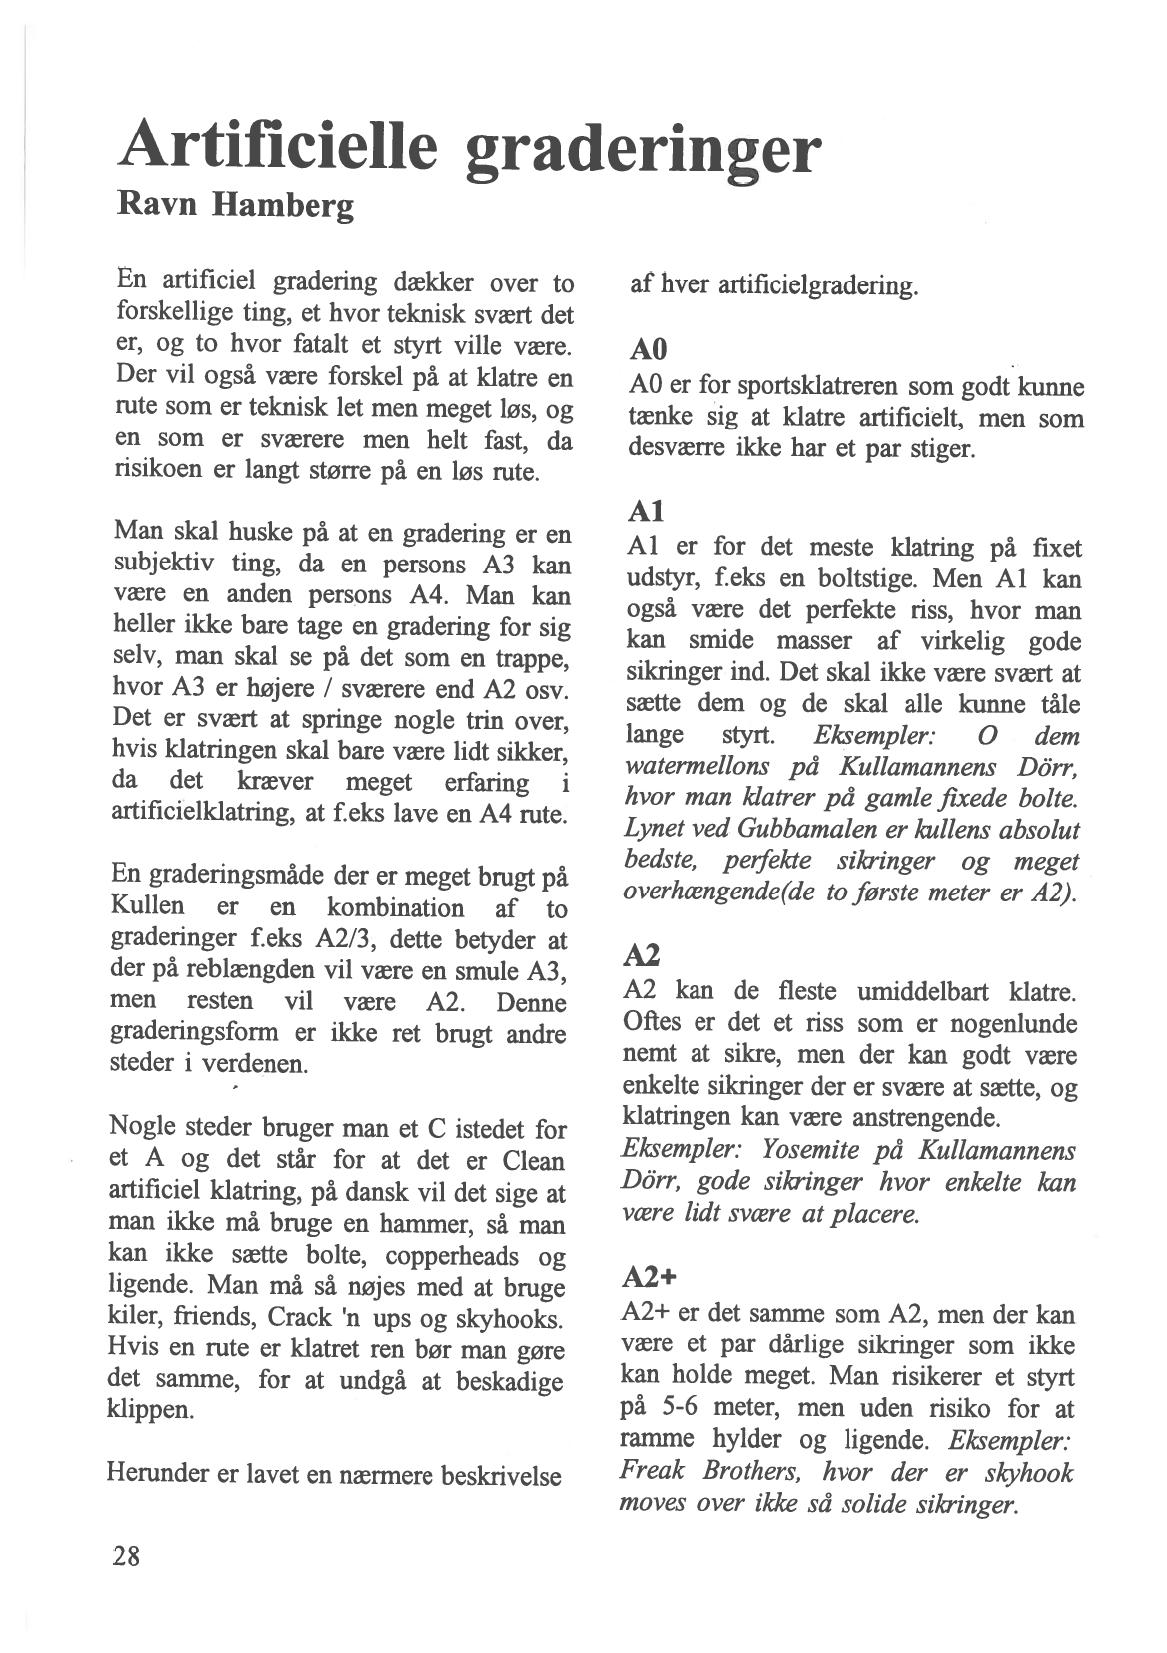 Artificielle graderinger
Ravn Hamberg
En artificiel gradering dækker over to
forskellige ting, et hvor teknisk svært det
er, og to hvor fatalt et styrt ville være.
Der vil også være forskel på at klatre en
rute som er teknisk let men meget løs, og
en som er sværere men helt fast, da
risikoen er langt større på en løs rute.
Man skal huske på at en gradering er en
subjektiv ting, da en persons A3 kan
være en anden persons A4. Man kan
heller ikke bare tage en gradering for sig
selv, man skal se på det som en trappe,
hvor A3 er højere / sværere end A2 osv.
Det er svært at springe nogle trin over,
hvis klatringen skal bare være lidt sikker,
da det kræver meget erfaring i
artificielklatring, at f.eks lave en A4 rute.
En graderingsmåde der er meget brugt på
Kullen er en kombination af to
graderinger f.eks A2/3, dette betyder at
der på reblængden vil være en smule A3,
men resten vil være A2. Denne
graderingsform er ikke ret brugt andre
steder i verdenen.
Nogle steder bruger man et C istedet for
et A og det står for at det er Clean
artificiel klatring, på dansk vil det sige at
man ikke må bruge en hammer, så man
kan ikke sætte bolte, copperheads og
ligende. Man må så nøjes med at bruge
kiler, friends, Crack 'n ups og skyhooks.
Hvis en rute er klatret ren bør man gøre
det samme, for at undgå at beskadige
klippen.
Herunder er lavet en nærmere beskrivelse
af hver artificielgradering.
A0
A0 er for sportsklatreren som godt kunne
tænke sig at klatre artificielt, men som
desværre ikke har et par stiger.
A1
A1 er for det meste klatring på fixet
udstyr, f.eks en boltstige. Men A1 kan
også være det perfekte riss, hvor man
kan smide masser af virkelig gode
sikringer ind. Det skal ikke være svært at
sætte dem og de skal alle kunne tåle
lange styrt. Eksempler: O dem
watermellons på Kullamannens Dörr,
hvor man klatrer på gamle fixede bolte.
Lynet ved Gubbamalen er kullens absolut
bedste, perfekte sikringer og meget
overhængende(de to første meter er A2).
A2
A2 kan de fleste umiddelbart klatre.
Oftes er det et riss som er nogenlunde
nemt at sikre, men der kan godt være
enkelte sikringer der er svære at sætte, og
klatringen kan være anstrengende.
Eksempler: Yosemite på Kullamannens
Dörr, gode sikringer hvor enkelte kan
være lidt svære at placere.
A2+
A2+ er det samme som A2, men der kan
være et par dårlige sikringer som ikke
kan holde meget. Man risikerer et styrt
på 5-6 meter, men uden risiko for at
ramme hylder og ligende. Eksempler:
Freak Brothers, hvor der er skyhook
moves over ikke så solide sikringer.
28